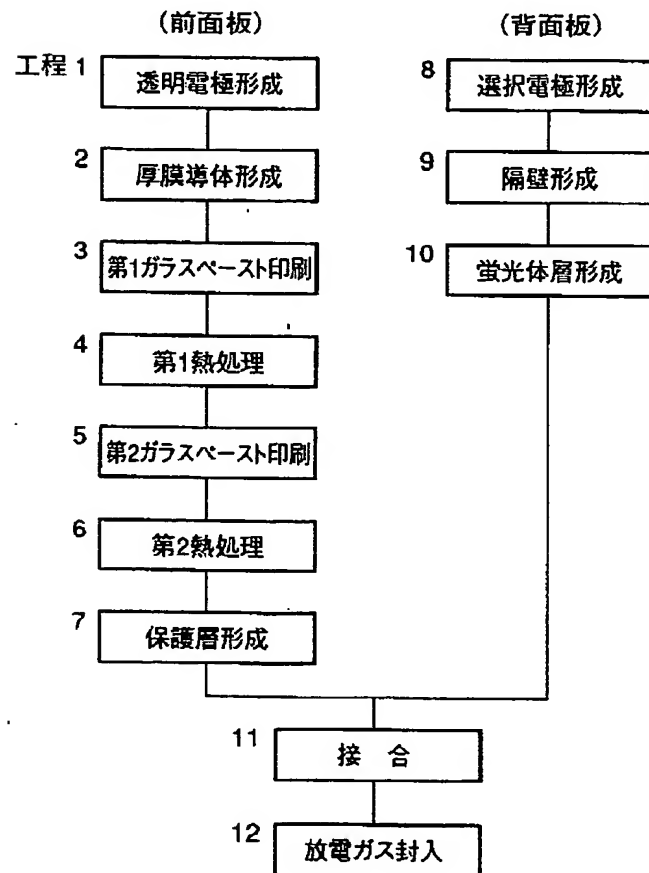 (前面板)
工程 1
透明電極形成
2
厚膜導体形成
3
第1ガラスペースト印刷
4
第1熱処理
5
第2ガラスペースト印刷
6
第2熱処理
7
保護層形成
(背面板)
8
選択電極形成
9
隔壁形成
10
蛍光体層形成
11
接 合
12
放電ガス封入